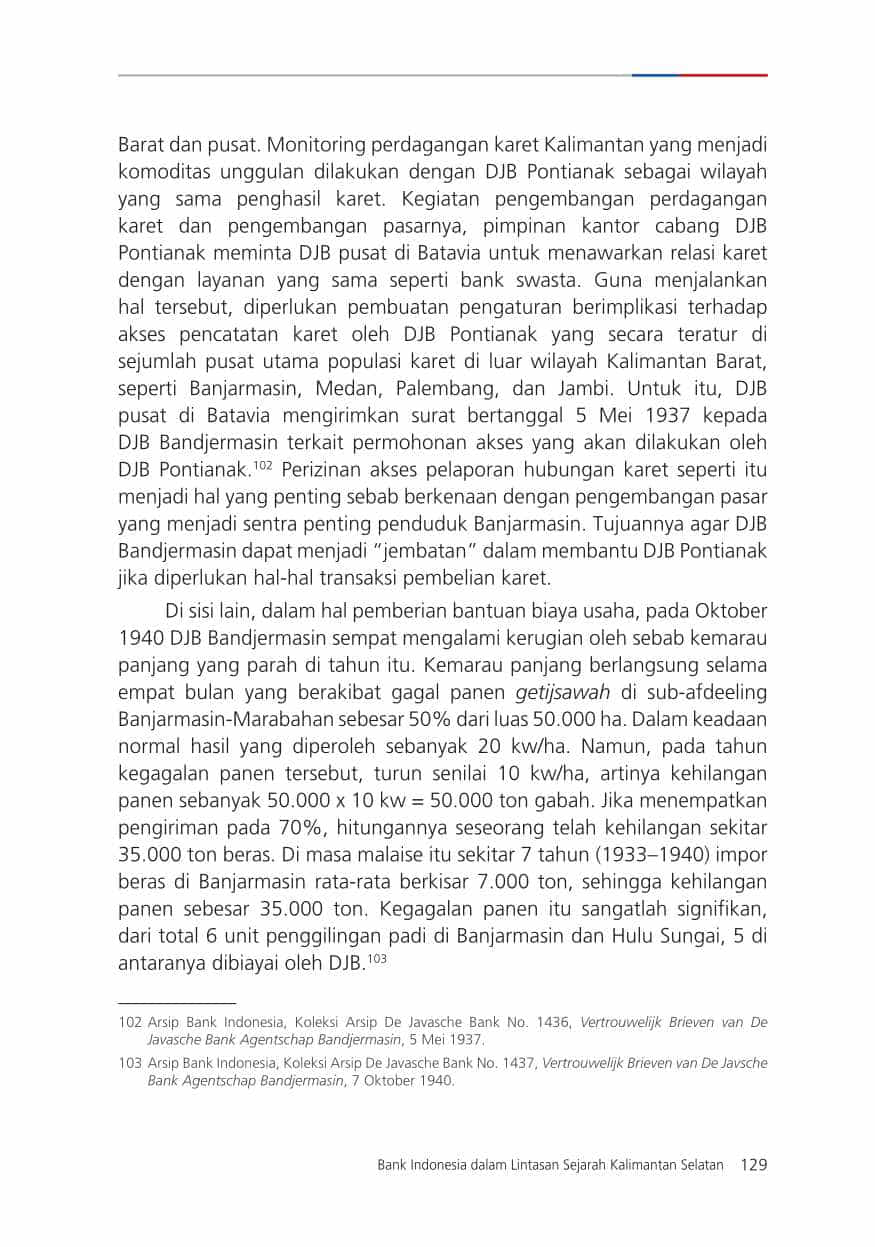 Barat dan pusat. Monitoring perdagangan karet Kalimantan yang menjadi
komoditas unggulan dilakukan dengan DJB Pontianak sebagai wilayah
yang sama penghasil karet. Kegiatan pengembangan perdagangan
karet dan pengembangan pasarnya, pimpinan kantor cabang DJB
Pontianak meminta DJB pusat di Batavia untuk menawarkan relasi karet
dengan layanan yang sama seperti bank swasta. Guna menjalankan
hal tersebut, diperlukan pembuatan pengaturan berimplikasi terhadap
akses pencatatan karet oleh DJB Pontianak yang secara teratur di
sejumlah pusat utama populasi karet di luar wilayah Kalimantan Barat,
seperti Banjarmasin, Medan, Palembang, dan Jambi. Untuk itu, DJB
pusat di Batavia mengirimkan surat bertanggal 5 Mei 1937 kepada
DJB Bandjermasin terkait permohonan akses yang akan dilakukan oleh
DJB Pontianak.102 Perizinan akses pelaporan hubungan karet seperti itu
menjadi hal yang penting sebab berkenaan dengan pengembangan pasar
yang menjadi sentra penting penduduk Banjarmasin. Tujuannya agar DJB
Bandjermasin dapat menjadi “jembatan” dalam membantu DJB Pontianak
jika diperlukan hal-hal transaksi pembelian karet.
Di sisi lain, dalam hal pemberian bantuan biaya usaha, pada Oktober
1940 DJB Bandjermasin sempat mengalami kerugian oleh sebab kemarau
panjang yang parah di tahun itu. Kemarau panjang berlangsung selama
empat bulan yang berakibat gagal panen getijsawah di sub-afdeeling
Banjarmasin-Marabahan sebesar 50% dari luas 50.000 ha. Dalam keadaan
normal hasil yang diperoleh sebanyak 20 kw/ha. Namun, pada tahun
kegagalan panen tersebut, turun senilai 10 kw/ha, artinya kehilangan
panen sebanyak 50.000 x 10 kw = 50.000 ton gabah. Jika menempatkan
pengiriman pada 70%, hitungannya seseorang telah kehilangan sekitar
35.000 ton beras. Di masa malaise itu sekitar 7 tahun (1933–1940) impor
beras di Banjarmasin rata-rata berkisar 7.000 ton, sehingga kehilangan
panen sebesar 35.000 ton. Kegagalan panen itu sangatlah signifikan,
dari total 6 unit penggilingan padi di Banjarmasin dan Hulu Sungai, 5 di
antaranya dibiayai oleh DJB.103
102 Arsip Bank Indonesia, Koleksi Arsip De Javasche Bank No. 1436, Vertrouwelijk Brieven van De
Javasche Bank Agentschap Bandjermasin, 5 Mei 1937.
103 Arsip Bank Indonesia, Koleksi Arsip De Javasche Bank No. 1437, Vertrouwelijk Brieven van De Javsche
Bank Agentschap Bandjermasin, 7 Oktober 1940.
Bank Indonesia dalam Lintasan Sejarah Kalimantan Selatan 129